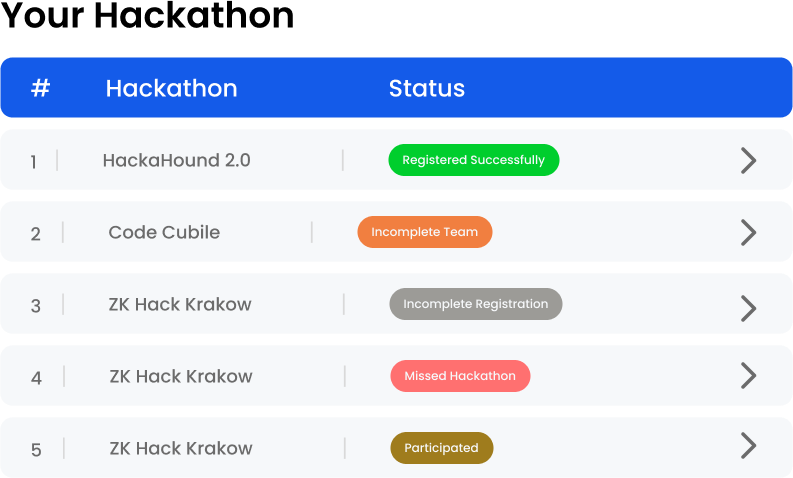 Your Hackathon
# Hackathon Status
1 HackaHound 2.0 Registered Successfully
2 Code Cubile Incomplete Team
3 ZK Hack Krakow Incomplete Registration
4 ZK Hack Krakow Missed Hackathon
5 ZK Hack Krakow Participated